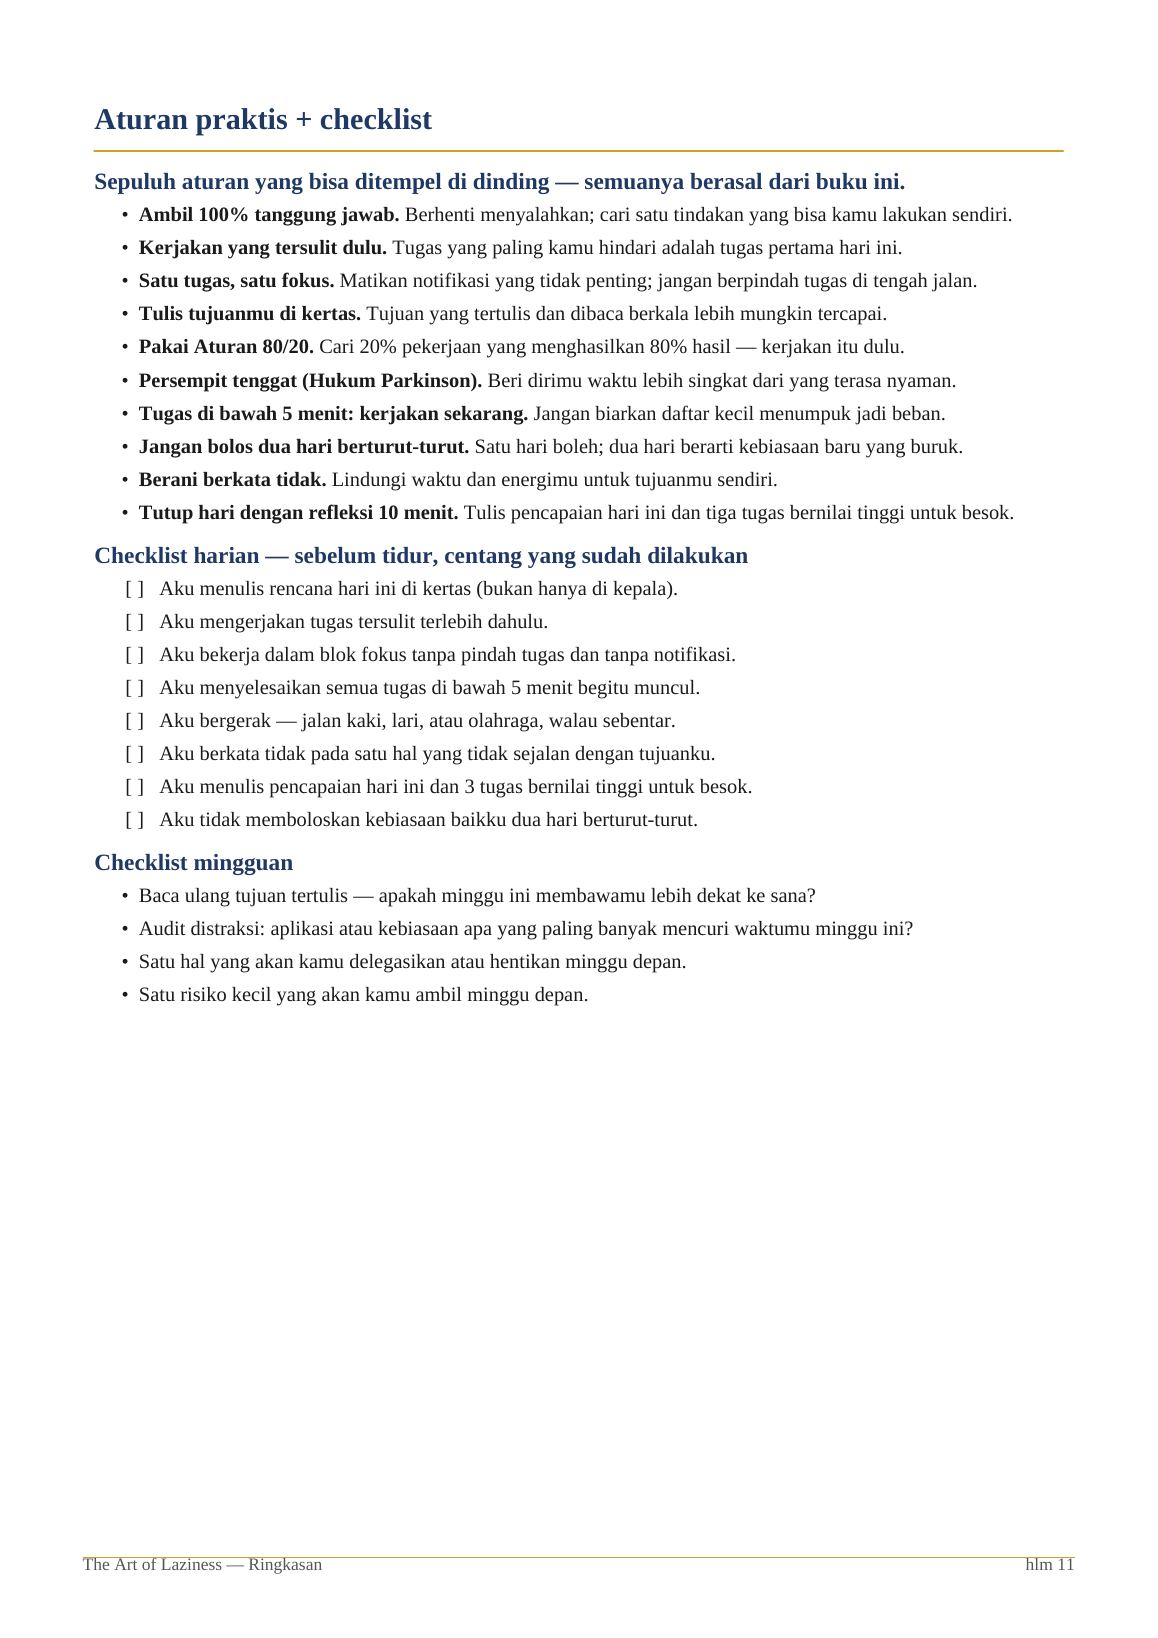 Aturan praktis + checklist
Sepuluh aturan yang bisa ditempel di dinding — semuanya berasal dari buku ini.
• Ambil 100% tanggung jawab. Berhenti menyalahkan; cari satu tindakan yang bisa kamu lakukan sendiri.
• Kerjakan yang tersulit dulu. Tugas yang paling kamu hindari adalah tugas pertama hari ini.
• Satu tugas, satu fokus. Matikan notifikasi yang tidak penting; jangan berpindah tugas di tengah jalan.
• Tulis tujuanmu di kertas. Tujuan yang tertulis dan dibaca berkala lebih mungkin tercapai.
• Pakai Aturan 80/20. Cari 20% pekerjaan yang menghasilkan 80% hasil — kerjakan itu dulu.
• Persempit tenggat (Hukum Parkinson). Beri dirimu waktu lebih singkat dari yang terasa nyaman.
• Tugas di bawah 5 menit: kerjakan sekarang. Jangan biarkan daftar kecil menumpuk jadi beban.
• Jangan bolos dua hari berturut-turut. Satu hari boleh; dua hari berarti kebiasaan baru yang buruk.
• Berani berkata tidak. Lindungi waktu dan energimu untuk tujuanmu sendiri.
• Tutup hari dengan refleksi 10 menit. Tulis pencapaian hari ini dan tiga tugas bernilai tinggi untuk besok.
Checklist harian — sebelum tidur, centang yang sudah dilakukan
[ ] Aku menulis rencana hari ini di kertas (bukan hanya di kepala).
[ ] Aku mengerjakan tugas tersulit terlebih dahulu.
[ ] Aku bekerja dalam blok fokus tanpa pindah tugas dan tanpa notifikasi.
[ ] Aku menyelesaikan semua tugas di bawah 5 menit begitu muncul.
[ ] Aku bergerak — jalan kaki, lari, atau olahraga, walau sebentar.
[ ] Aku berkata tidak pada satu hal yang tidak sejalan dengan tujuanku.
[ ] Aku menulis pencapaian hari ini dan 3 tugas bernilai tinggi untuk besok.
[ ] Aku tidak memboloskan kebiasaan baikku dua hari berturut-turut.
Checklist mingguan
• Baca ulang tujuan tertulis — apakah minggu ini membawamu lebih dekat ke sana?
• Audit distraksi: aplikasi atau kebiasaan apa yang paling banyak mencuri waktumu minggu ini?
• Satu hal yang akan kamu delegasikan atau hentikan minggu depan.
• Satu risiko kecil yang akan kamu ambil minggu depan.
The Art of Laziness — Ringkasan
hlm 11